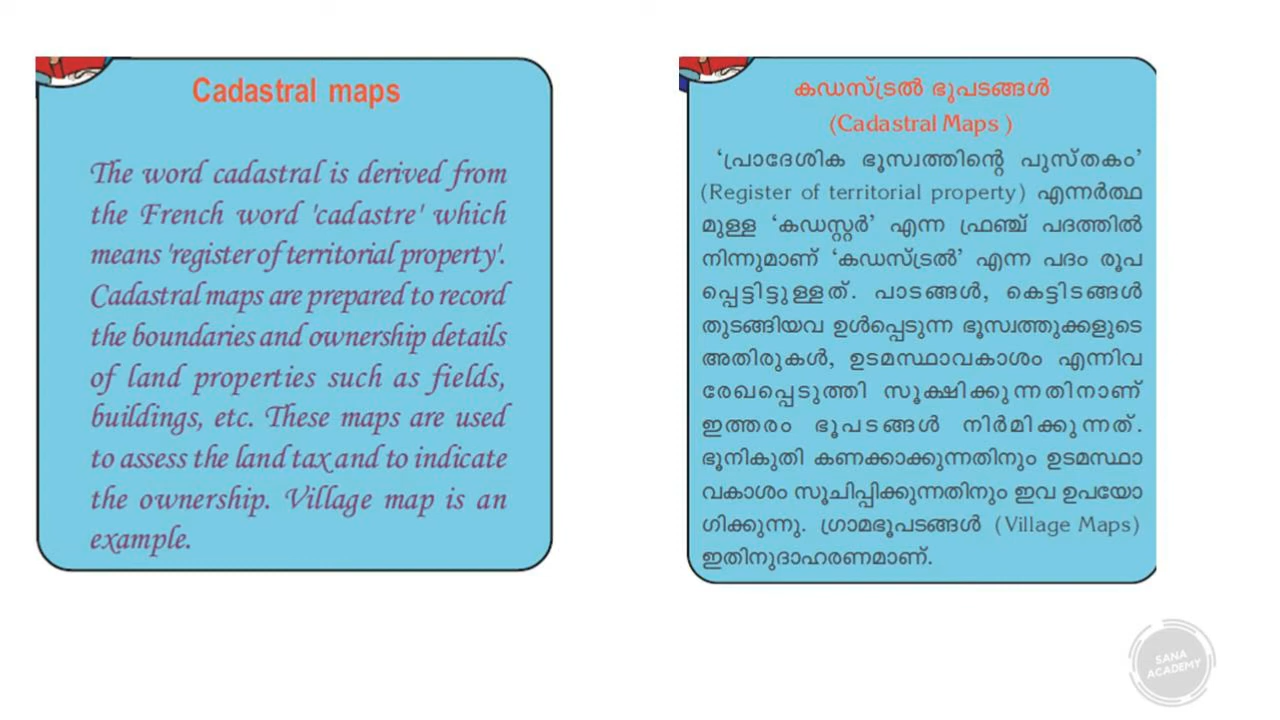 Cadastral maps
The word cadastral is derived from
the French word 'cadastre' which
means 'register of territorial property'.
Cadastral maps are prepared to record
the boundaries and ownership details
of land properties such as fields,
buildings, etc. These maps are used
to assess the land tax and to indicate
the ownership. Village map is an
example.
കഡസ്ട്രൽ ഭൂപടങ്ങൾ
(Cadastral Maps )
‘പ്രാദേശിക ഭൂസ്വത്തിന്റെ പുസ്തകം’
(Register of territorial property) എന്നർത്ഥ
മുള്ള ‘കഡസ്റ്റർ’ എന്ന ഫ്രഞ്ച് പദത്തിൽ
നിന്നുമാണ് ‘കഡസ്ട്രൽ’ എന്ന പദം രൂപ
പ്പെട്ടിട്ടുള്ളത്. പാടങ്ങൾ, കെട്ടിടങ്ങൾ
തുടങ്ങിയവ ഉൾപ്പെടുന്ന ഭൂസ്വത്തുക്കളുടെ
അതിരുകൾ, ഉടമസ്ഥാവകാശം എന്നിവ
രേഖപ്പെടുത്തി സൂക്ഷിക്കുന്നതിനാണ്
ഇത്തരം ഭൂപടങ്ങൾ നിർമിക്കുന്നത്.
ഭൂനികുതി കണക്കാക്കുന്നതിനും ഉടമസ്ഥാ
വകാശം സൂചിപ്പിക്കുന്നതിനും ഇവ ഉപയോ
ഗിക്കുന്നു. ഗ്രാമഭൂപടങ്ങൾ (Village Maps)
ഇതിനുദാഹരണമാണ്.
SANA
ACADEMY